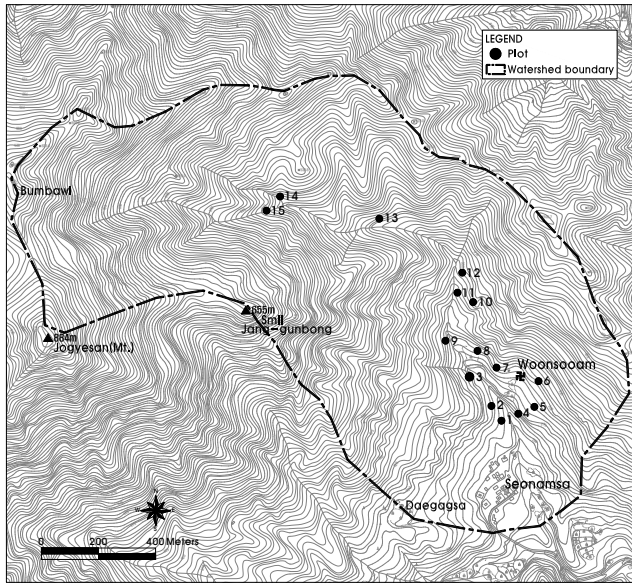 LEGEND
Plot
Watershed boundary
Bumbawi
14
15
13
12
11
10
655m
Smil
Jang-gunbong
884m
Jogyesan(Mt.)
9
8
7
Woonsooam
3
6
2
5
4
1
Seonamsa
Daegagsa
0 200 400 Meters